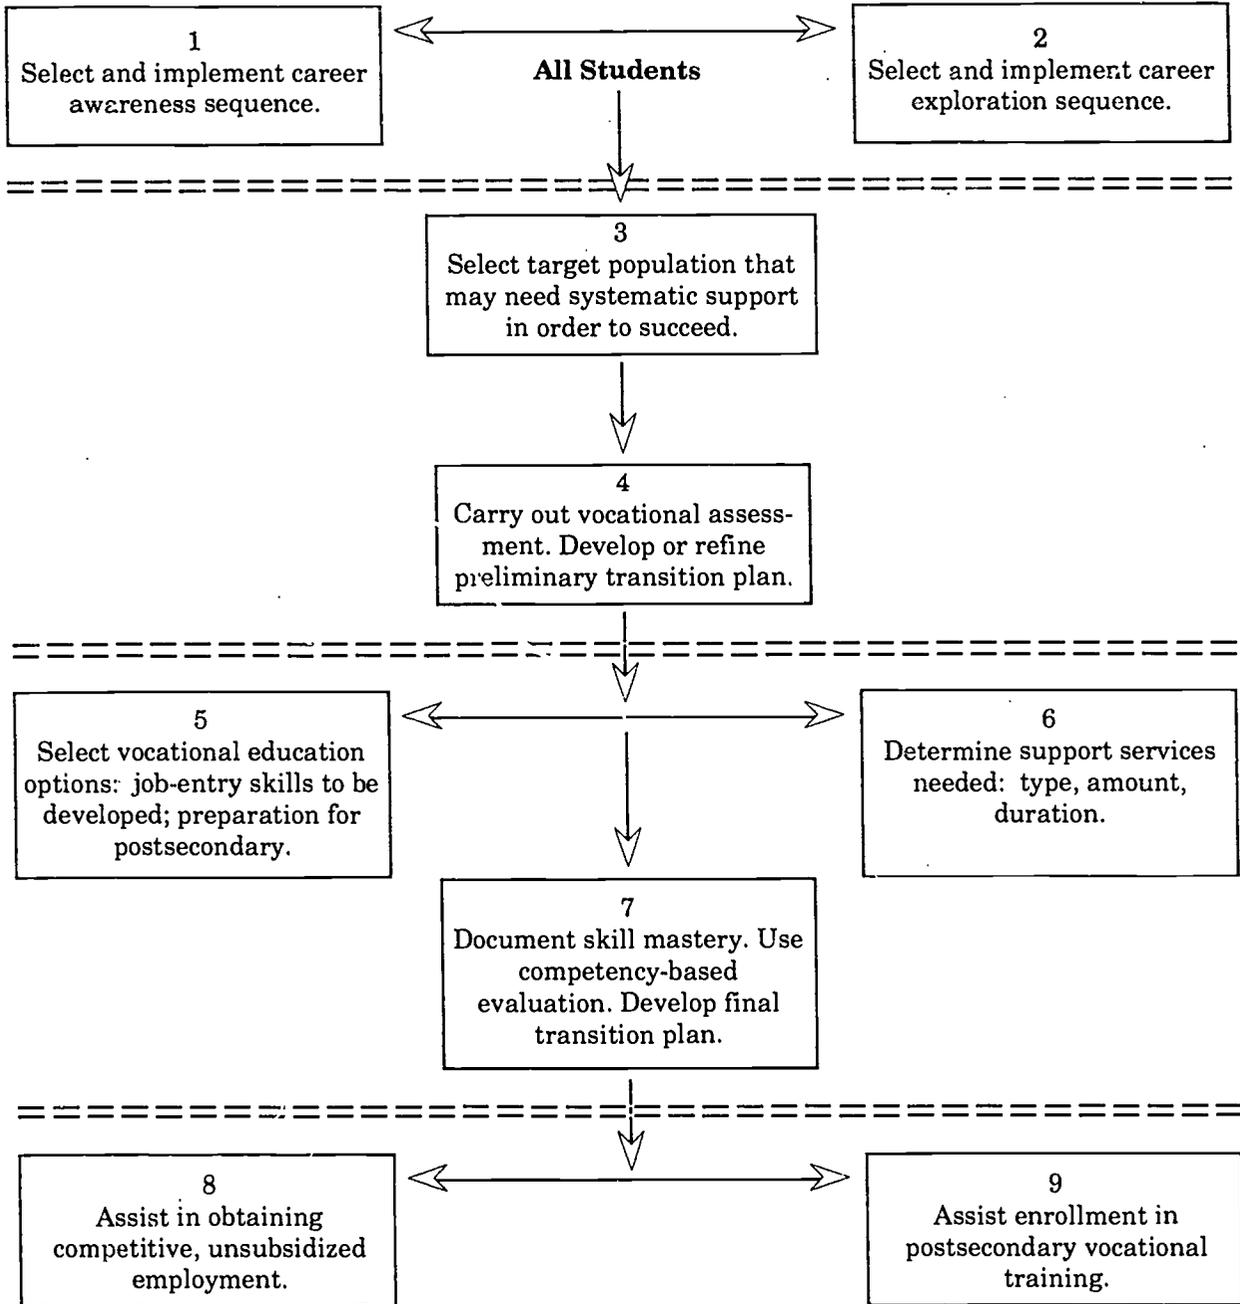 1
Select and implement career
awareness sequence.
All Students
2
Select and implement career
exploration sequence.
3
Select target population that
may need systematic support
in order to succeed.
4
Carry out vocational assess-
ment. Develop or refine
preliminary transition plan.
5
Select vocational education
options: job-entry skills to be
developed; preparation for
postsecondary.
6
Determine support services
needed: type, amount,
duration.
7
Document skill mastery. Use
competency-based
evaluation. Develop final
transition plan.
8
Assist in obtaining
competitive, unsubsidized
employment.
9
Assist enrollment in
postsecondary vocational
training.